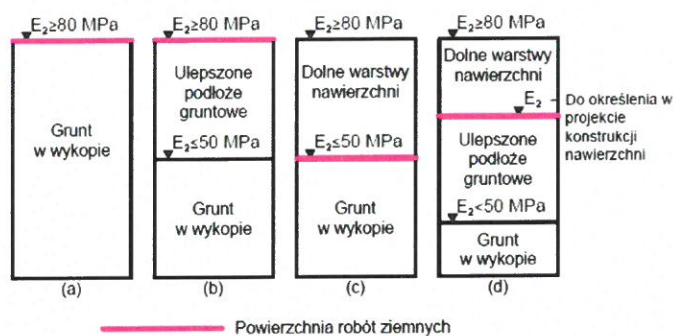 E₂≥80 MPa
Grunt
w wykopie
(a)
E₂≥80 MPa
Ulepszone
podłoże
gruntowe
E₂≤50 MPa
Grunt
w wykopie
(b)
E₂≥80 MPa
Dolne warstwy
nawierzchni
E₂≤50 MPa
Grunt
w wykopie
(c)
E₂≥80 MPa
Dolne warstwy
nawierzchni
E₂ – Do określenia w
projekcie
konstrukcji
nawierzchni
Ulepszone
podłoże
gruntowe
E₂<50 MPa
Grunt
w wykopie
(d)
Powierzchnia robót ziemnych